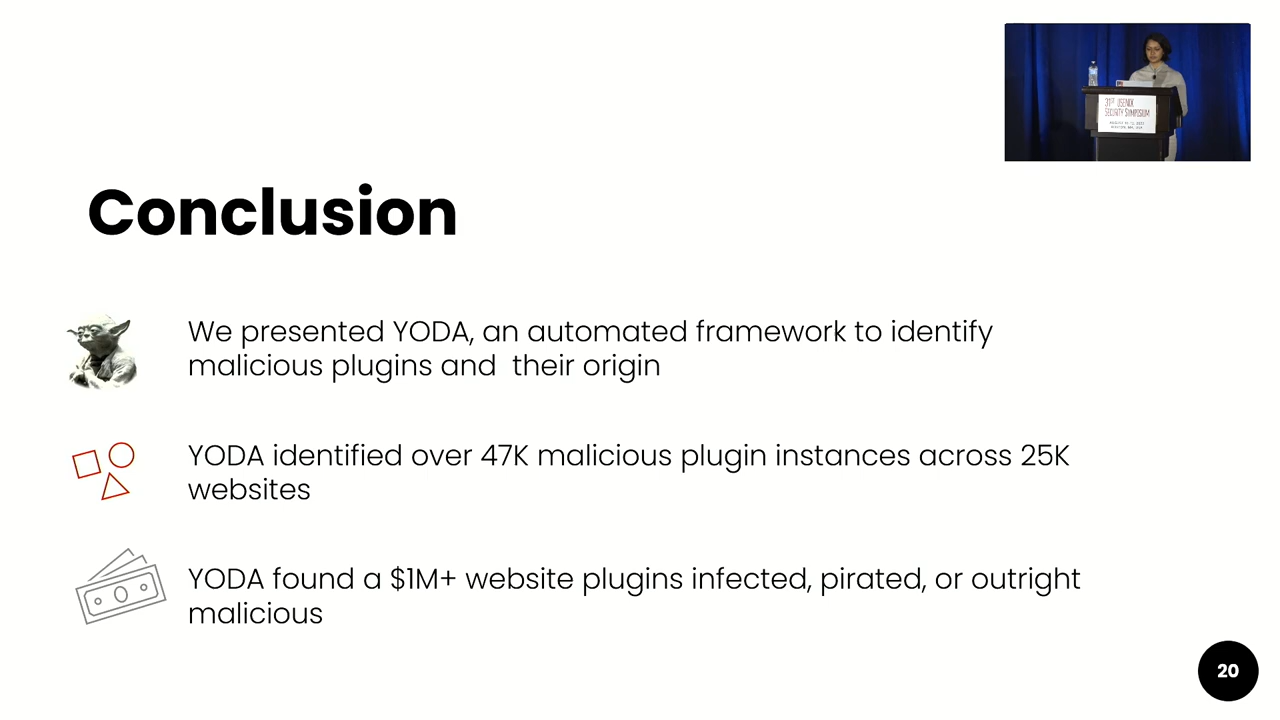 31ST USENIX
SECURITY SYMPOSIUM
Conclusion
We presented YODA, an automated framework to identify
malicious plugins and  their origin
YODA identified over 47K malicious plugin instances across 25K
websites
YODA found a $1M+ website plugins infected, pirated, or outright
malicious
20